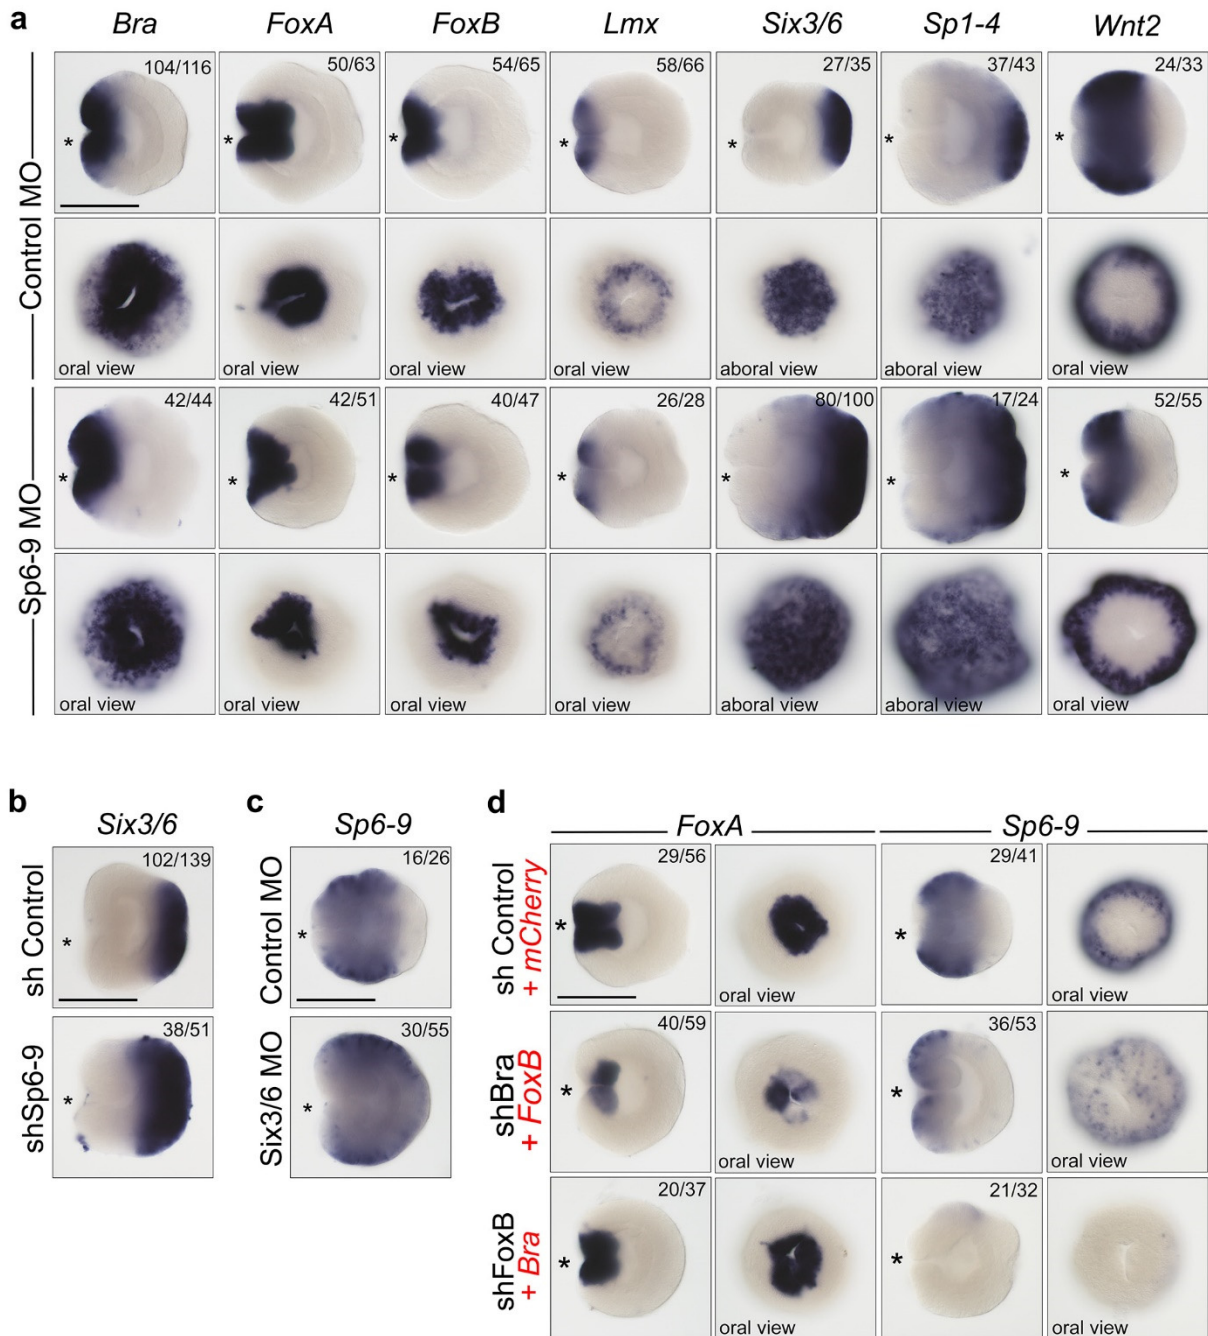 a
Bra FoxA FoxB Lmx Six3/6 Sp1-4 Wnt2
Control MO
104/116 50/63 54/65 58/66 27/35 37/43 24/33
* * * * * * *
oral view oral view oral view oral view aboral view aboral view oral view
Sp6-9 MO
42/44 42/51 40/47 26/28 80/100 17/24 52/55
* * * * * * *
oral view oral view oral view oral view aboral view aboral view oral view
b
Six3/6
sh Control
102/139
*
shSp6-9
38/51
*
c
Sp6-9
Control MO
16/26
*
Six3/6 MO
30/55
*
d
FoxA Sp6-9
sh Control
+ mCherry
29/56 29/41
* *
oral view oral view
shBra
+ FoxB
40/59 36/53
* *
oral view oral view
shFoxB
+ Bra
20/37 21/32
* *
oral view oral view